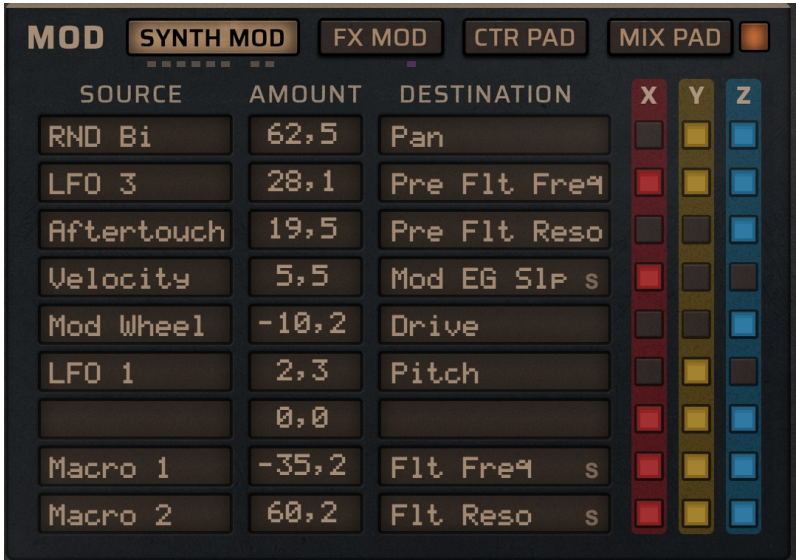 MOD SYNTH MOD FX MOD CTR PAD MIX PAD
SOURCE AMOUNT DESTINATION X Y Z
RND Bi 62,5 Pan
LFO 3 28,1 Pre Flt Freq
Aftertouch 19,5 Pre Flt Reso
Velocity 5,5 Mod EG Slp s
Mod Wheel -10,2 Drive
LFO 1 2,3 Pitch
0,0
Macro 1 -35,2 Flt Freq s
Macro 2 60,2 Flt Reso s